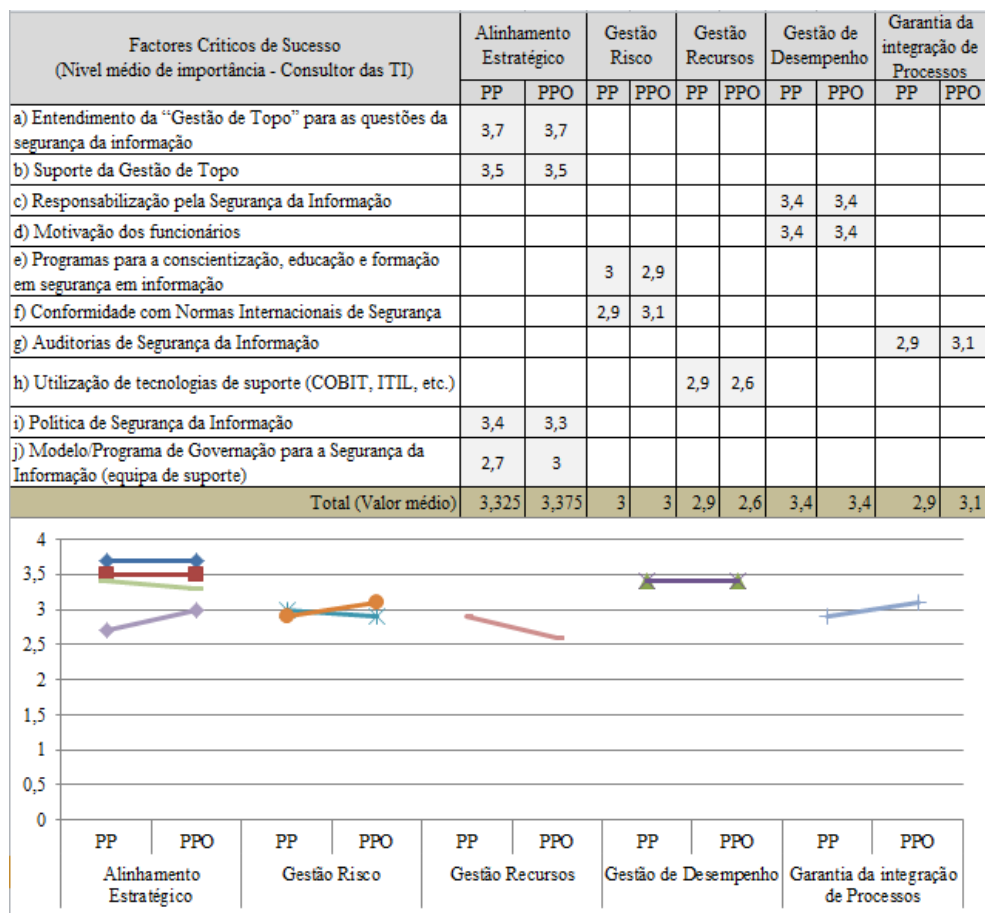 Factores Críticos de Sucesso
(Nivel médio de importância - Consultor das TI)
Alinhamento
Estratégico
Gestão
Risco
Gestão
Recursos
Gestão de
Desempenho
Garantia da
integração de
Processos
PP PPO PP PPO PP PPO PP PPO PP PPO
a) Entendimento da “Gestão de Topo” para as questões da
segurança da informação
3,7 3,7
b) Suporte da Gestão de Topo 3,5 3,5
c) Responsabilização pela Segurança da Informação 3,4 3,4
d) Motivação dos funcionários 3,4 3,4
e) Programas para a conscientização, educação e formação
em segurança em informação
3 2,9
f) Conformidade com Normas Internacionais de Segurança 2,9 3,1
g) Auditorias de Segurança da Informação 2,9 3,1
h) Utilização de tecnologias de suporte (COBIT, ITIL, etc.) 2,9 2,6
i) Política de Segurança da Informação 3,4 3,3
j) Modelo/Programa de Governação para a Segurança da
Informação (equipa de suporte)
2,7 3
Total (Valor médio) 3,325 3,375 3 3 2,9 2,6 3,4 3,4 2,9 3,1
4
3,5
3
2,5
2
1,5
1
0,5
0
PP PPO PP PPO PP PPO PP PPO PP PPO
Alinhamento
Estratégico
Gestão Risco
Gestão Recursos
Gestão de Desempenho
Garantia da integração
de Processos